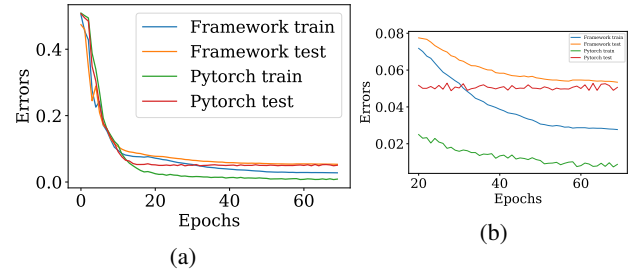 Errors
0.4
0.2
0.0
0
20
40
60
Epochs
Framework train
Framework test
Pytorch train
Pytorch test
(a)
Errors
0.08
0.06
0.04
0.02
20
40
60
Epochs
Framework train
Framework test
Pytorch train
Pytorch test
(b)